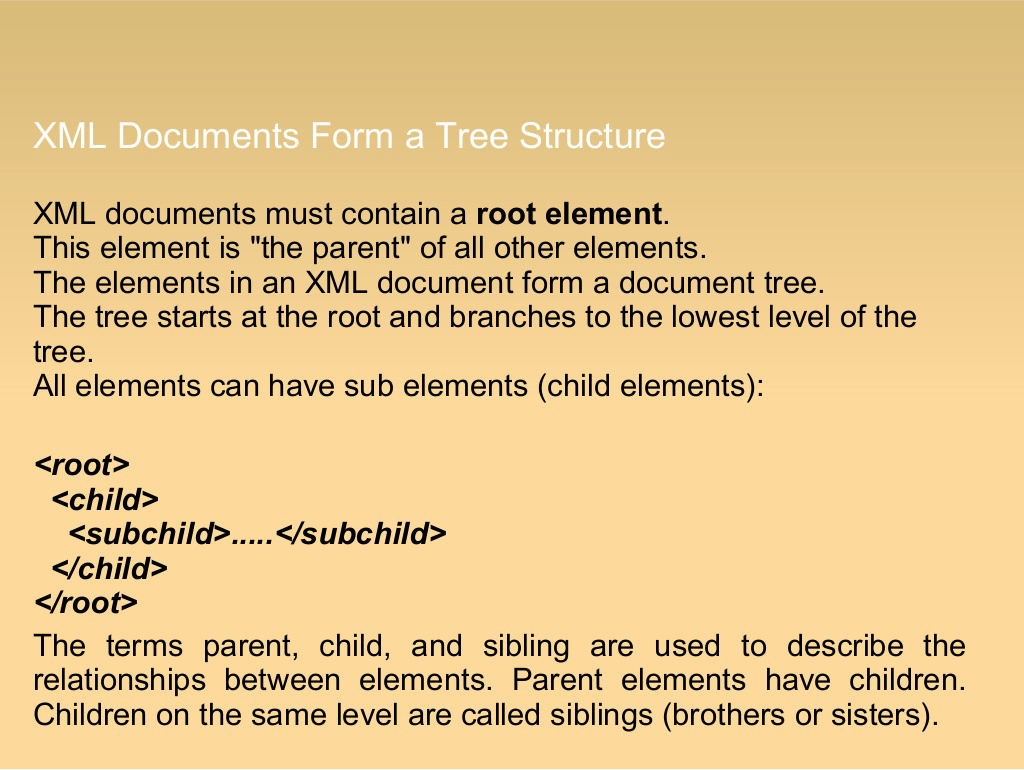 XML Documents Form a Tree Structure
XML documents must contain a root element.
This element is "the parent" of all other elements.
The elements in an XML document form a document tree.
The tree starts at the root and branches to the lowest level of the
tree.
All elements can have sub elements (child elements):
<root>
  <child>
    <subchild>.....</subchild>
  </child>
</root>
The terms parent, child, and sibling are used to describe the
relationships between elements. Parent elements have children.
Children on the same level are called siblings (brothers or sisters).